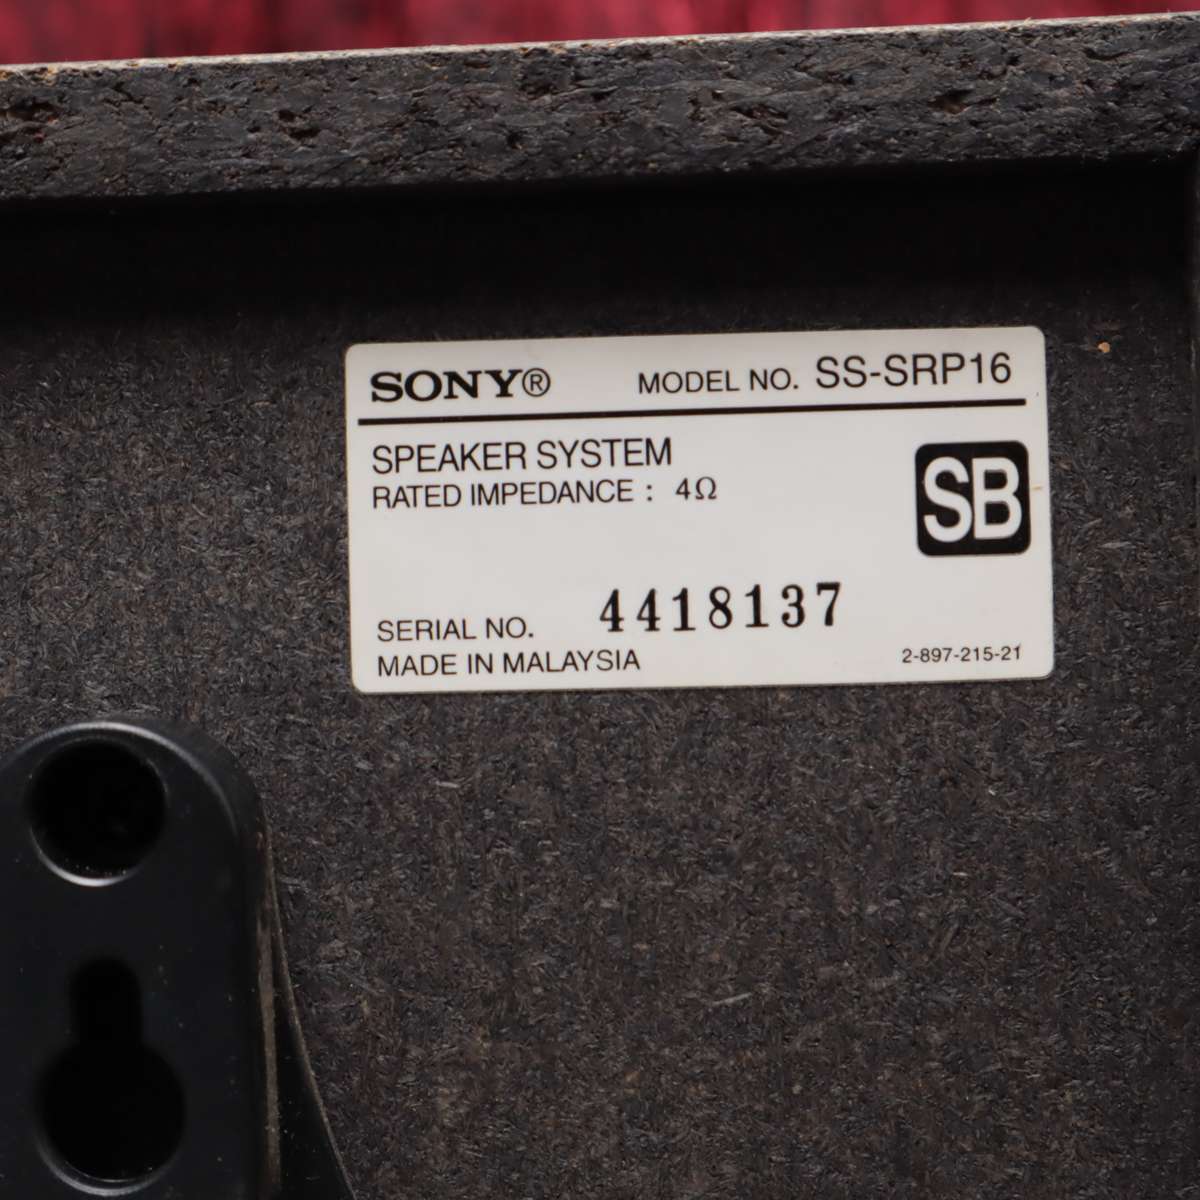 SONY® MODEL NO. SS-SRP16
SPEAKER SYSTEM
RATED IMPEDANCE : 4Ω
SB
SERIAL NO. 4418137
MADE IN MALAYSIA 2-897-215-21